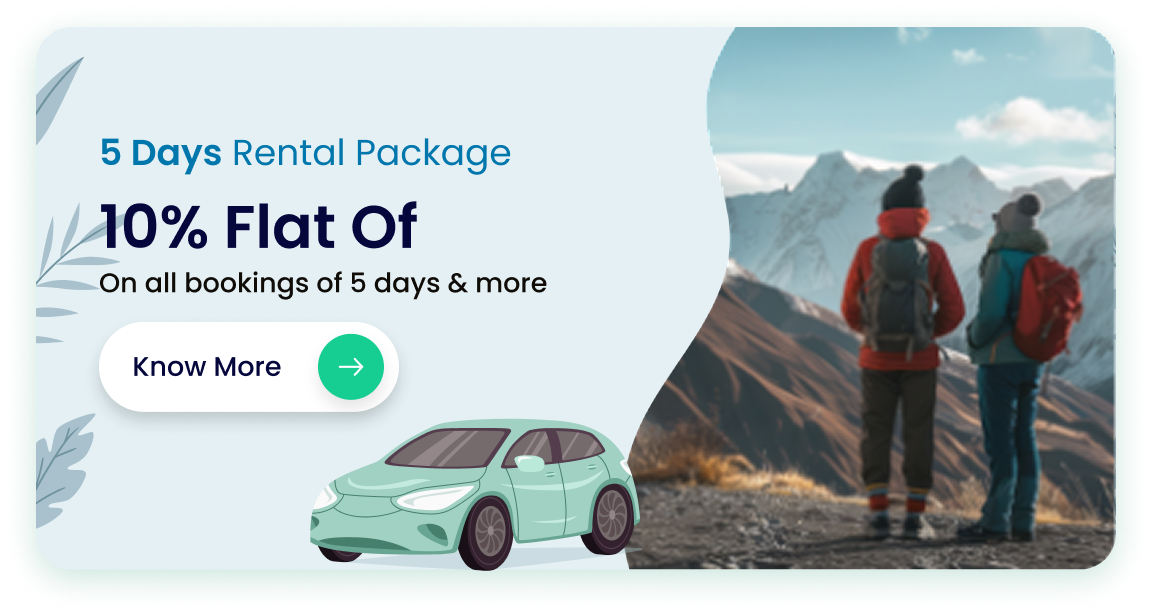 5 Days Rental Package
10% Flat Of
On all bookings of 5 days & more
Know More